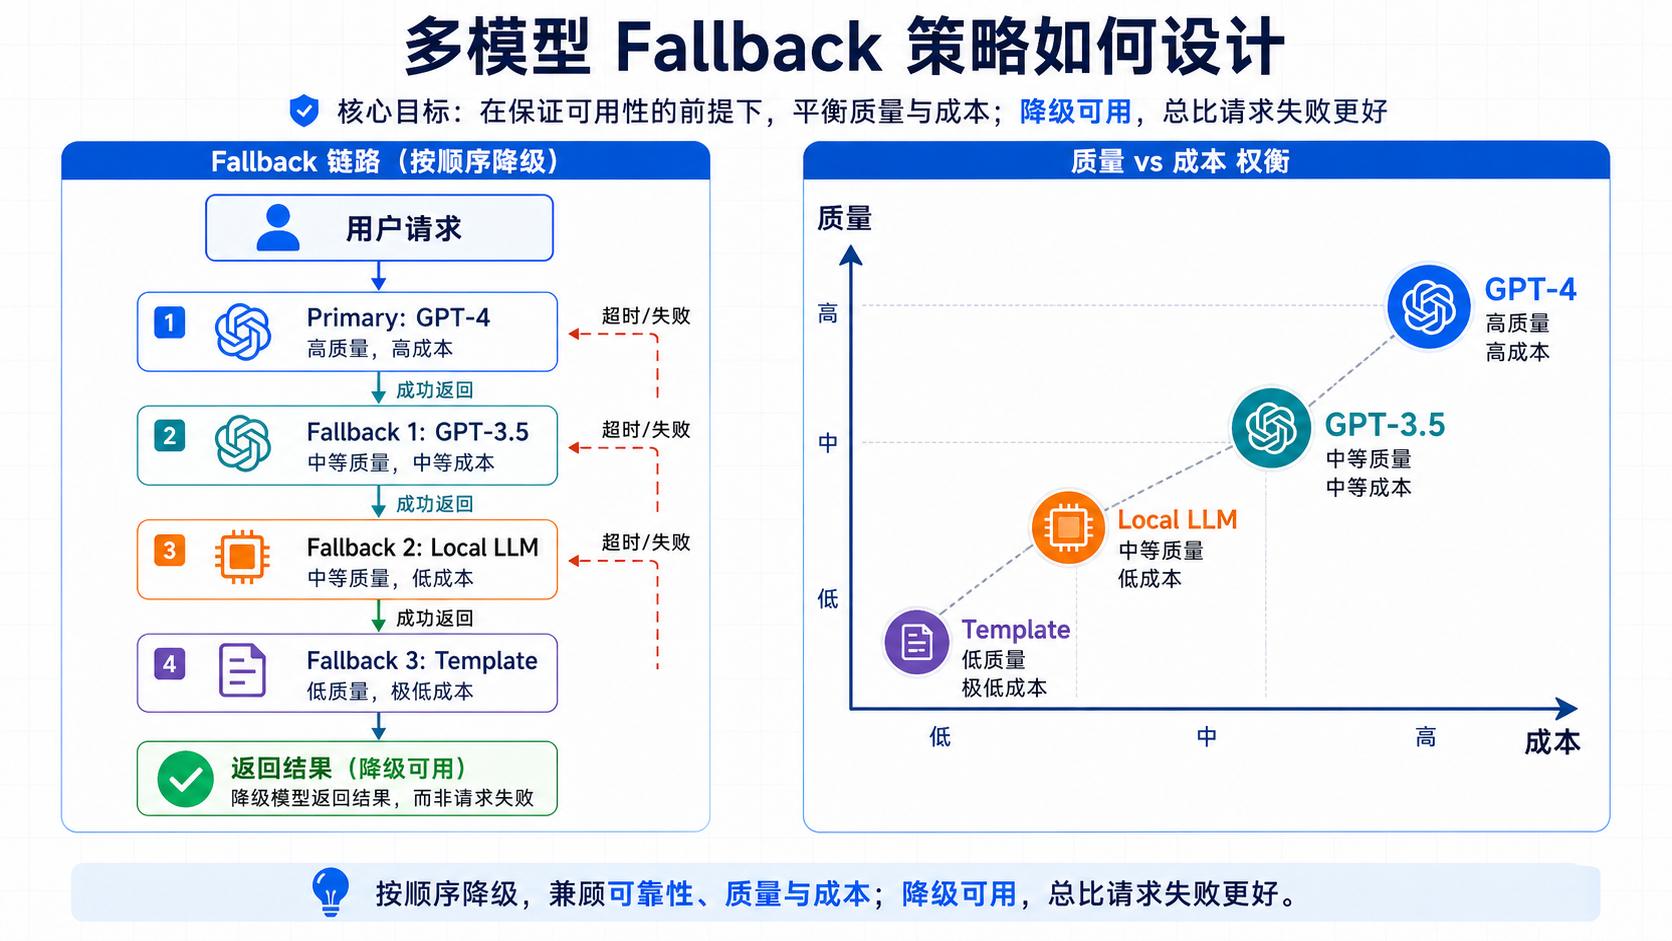 多模型 Fallback 策略如何设计
核心目标：在保证可用性的前提下，平衡质量与成本；降级可用，总比请求失败更好
Fallback 链路（按顺序降级）
用户请求
1
Primary: GPT-4
高质量，高成本
超时/失败
成功返回
2
Fallback 1: GPT-3.5
中等质量，中等成本
超时/失败
成功返回
3
Fallback 2: Local LLM
中等质量，低成本
超时/失败
成功返回
4
Fallback 3: Template
低质量，极低成本
返回结果（降级可用）
降级模型返回结果，而非请求失败
质量 vs 成本 权衡
质量
高
中
低
GPT-4
高质量
高成本
GPT-3.5
中等质量
中等成本
Local LLM
中等质量
低成本
Template
低质量
极低成本
低
中
高
成本
按顺序降级，兼顾可靠性、质量与成本；降级可用，总比请求失败更好。